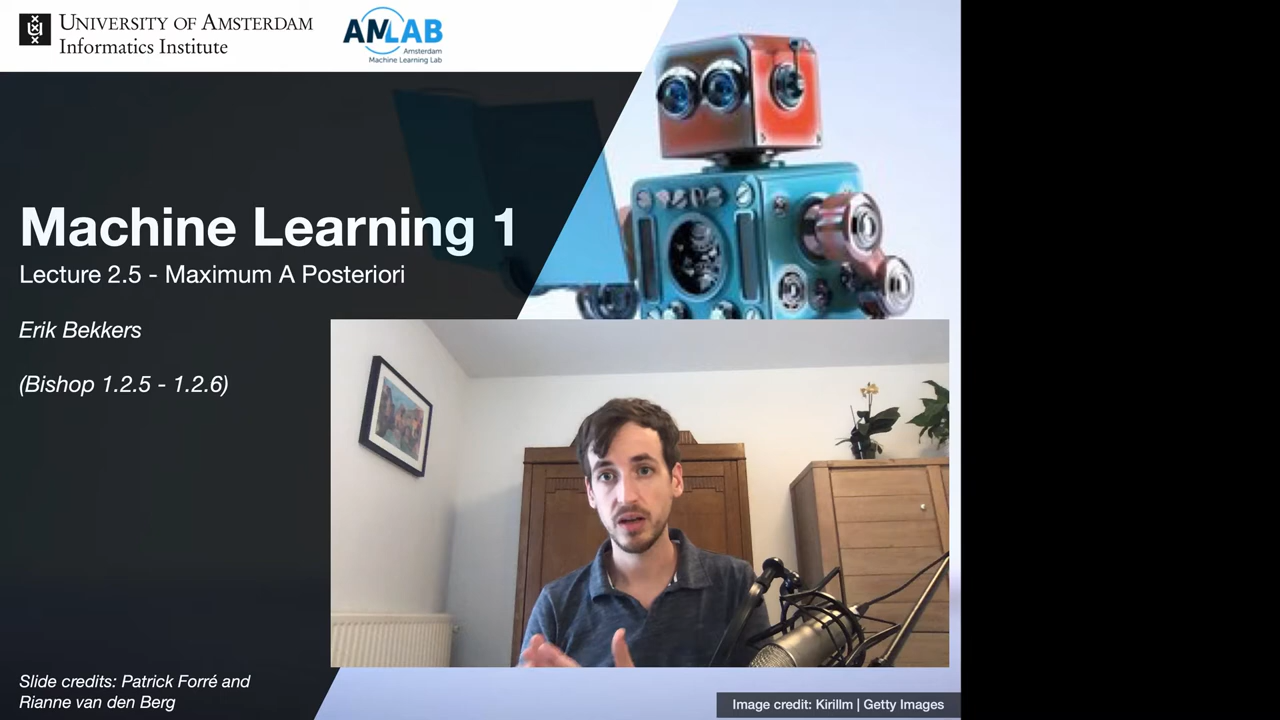 UNIVERSITY OF AMSTERDAM
Informatics Institute
AMLAB
Amsterdam
Machine Learning Lab
Machine Learning 1
Lecture 2.5 - Maximum A Posteriori
Erik Bekkers
(Bishop 1.2.5 - 1.2.6)
Slide credits: Patrick Forré and
Rianne van den Berg
Image credit: Kirillm | Getty Images